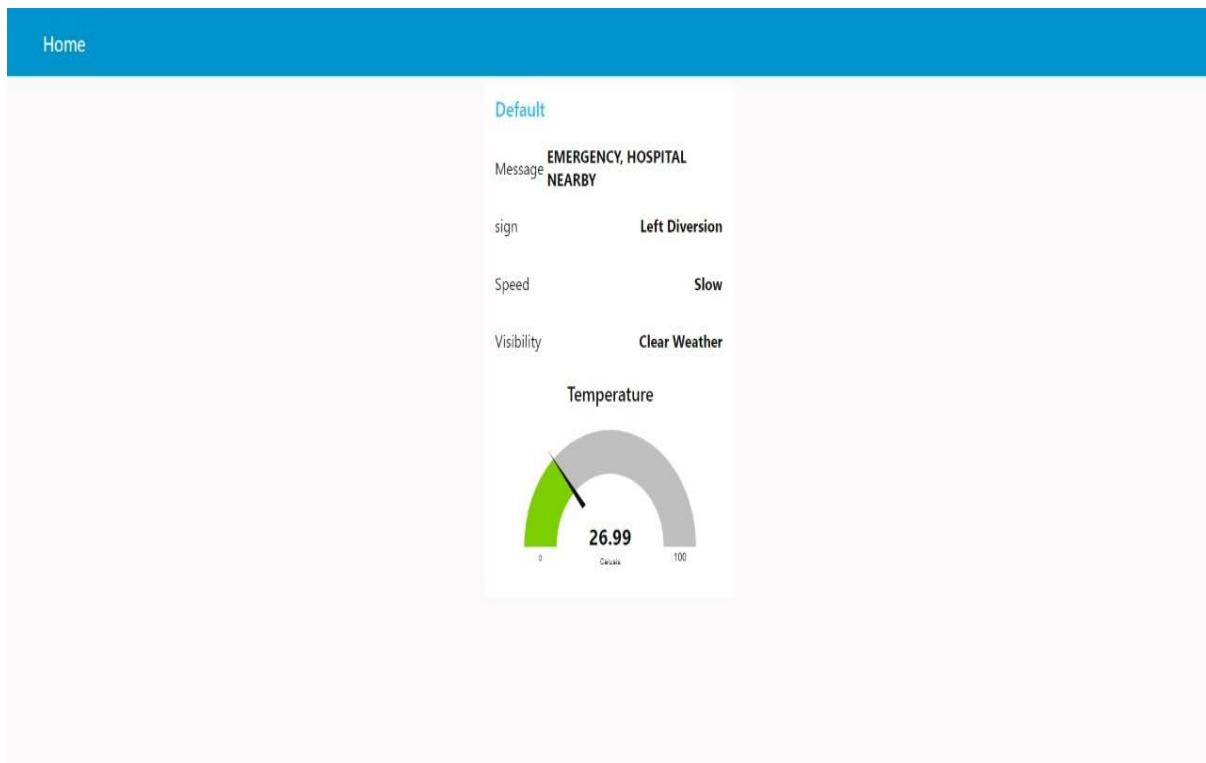 Home
Default
Message EMERGENCY, HOSPITAL
NEARBY
sign Left Diversion
Speed Slow
Visibility Clear Weather
Temperature
26.99
0 100